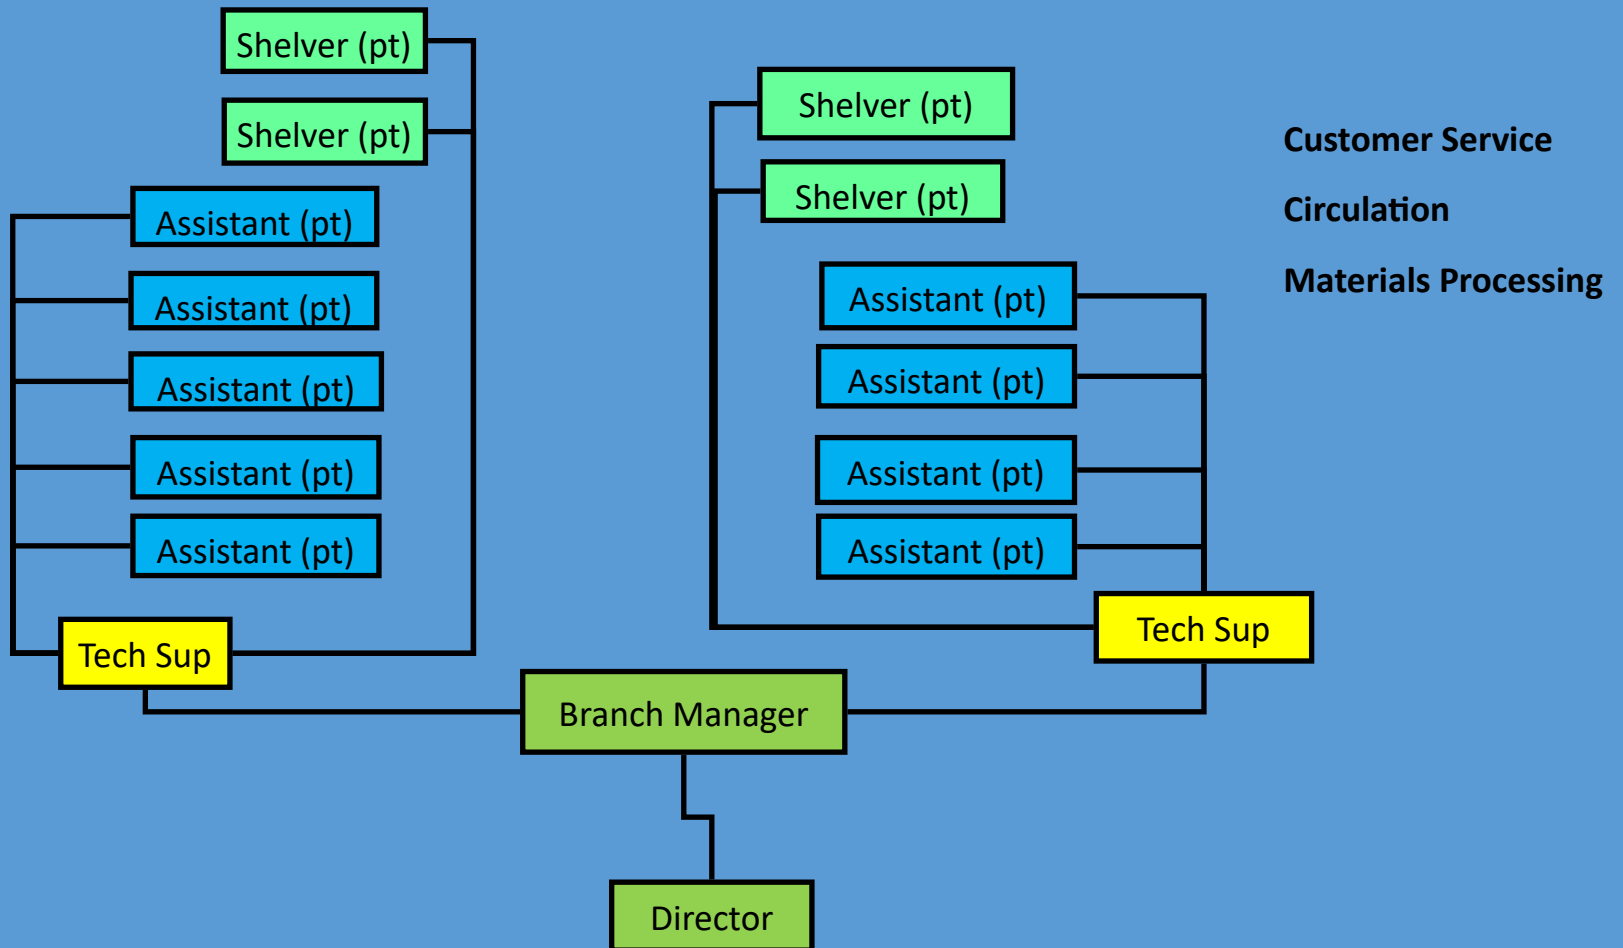 Shelver (pt)
Shelver (pt)
Assistant (pt)
Assistant (pt)
Assistant (pt)
Assistant (pt)
Assistant (pt)
Tech Sup
Shelver (pt)
Shelver (pt)
Assistant (pt)
Assistant (pt)
Assistant (pt)
Assistant (pt)
Tech Sup
Branch Manager
Director
Customer Service
Circulation
Materials Processing